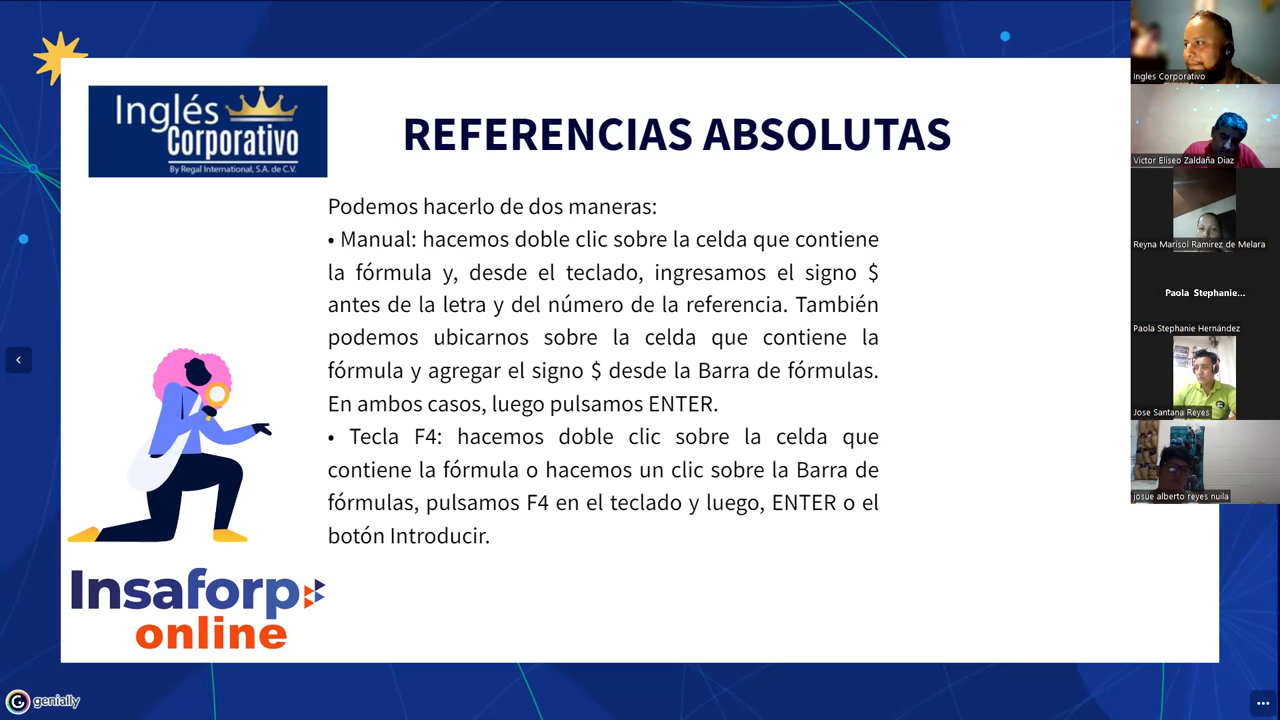 Inglés
Corporativo
By Regal International, S.A. de C.V.
REFERENCIAS ABSOLUTAS
Podemos hacerlo de dos maneras:
• Manual: hacemos doble clic sobre la celda que contiene
la fórmula y, desde el teclado, ingresamos el signo $
antes de la letra y del número de la referencia. También
podemos ubicarnos sobre la celda que contiene la
fórmula y agregar el signo $ desde la Barra de fórmulas.
En ambos casos, luego pulsamos ENTER.
• Tecla F4: hacemos doble clic sobre la celda que
contiene la fórmula o hacemos un clic sobre la Barra de
fórmulas, pulsamos F4 en el teclado y luego, ENTER o el
botón Introducir.
Insaforp
online
genially
Ingles Corporativo
Victor Eliseo Zaldaña Diaz
Reyna Marisol Ramirez de Melara
Paola Stephanie...
Paola Stephanie Hernández
Jose Santana Reyes
josue alberto reyes nuila